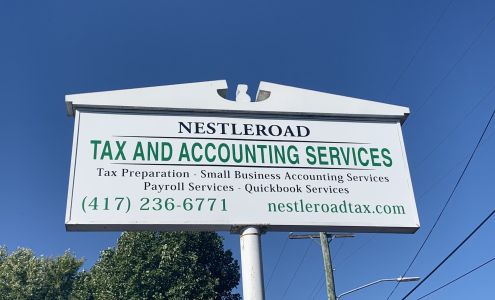 NESTLEROAD
TAX AND ACCOUNTING SERVICES
Tax Preparation - Small Business Accounting Services
Payroll Services - Quickbook Services
(417) 236-6771 nestleroadtax.com